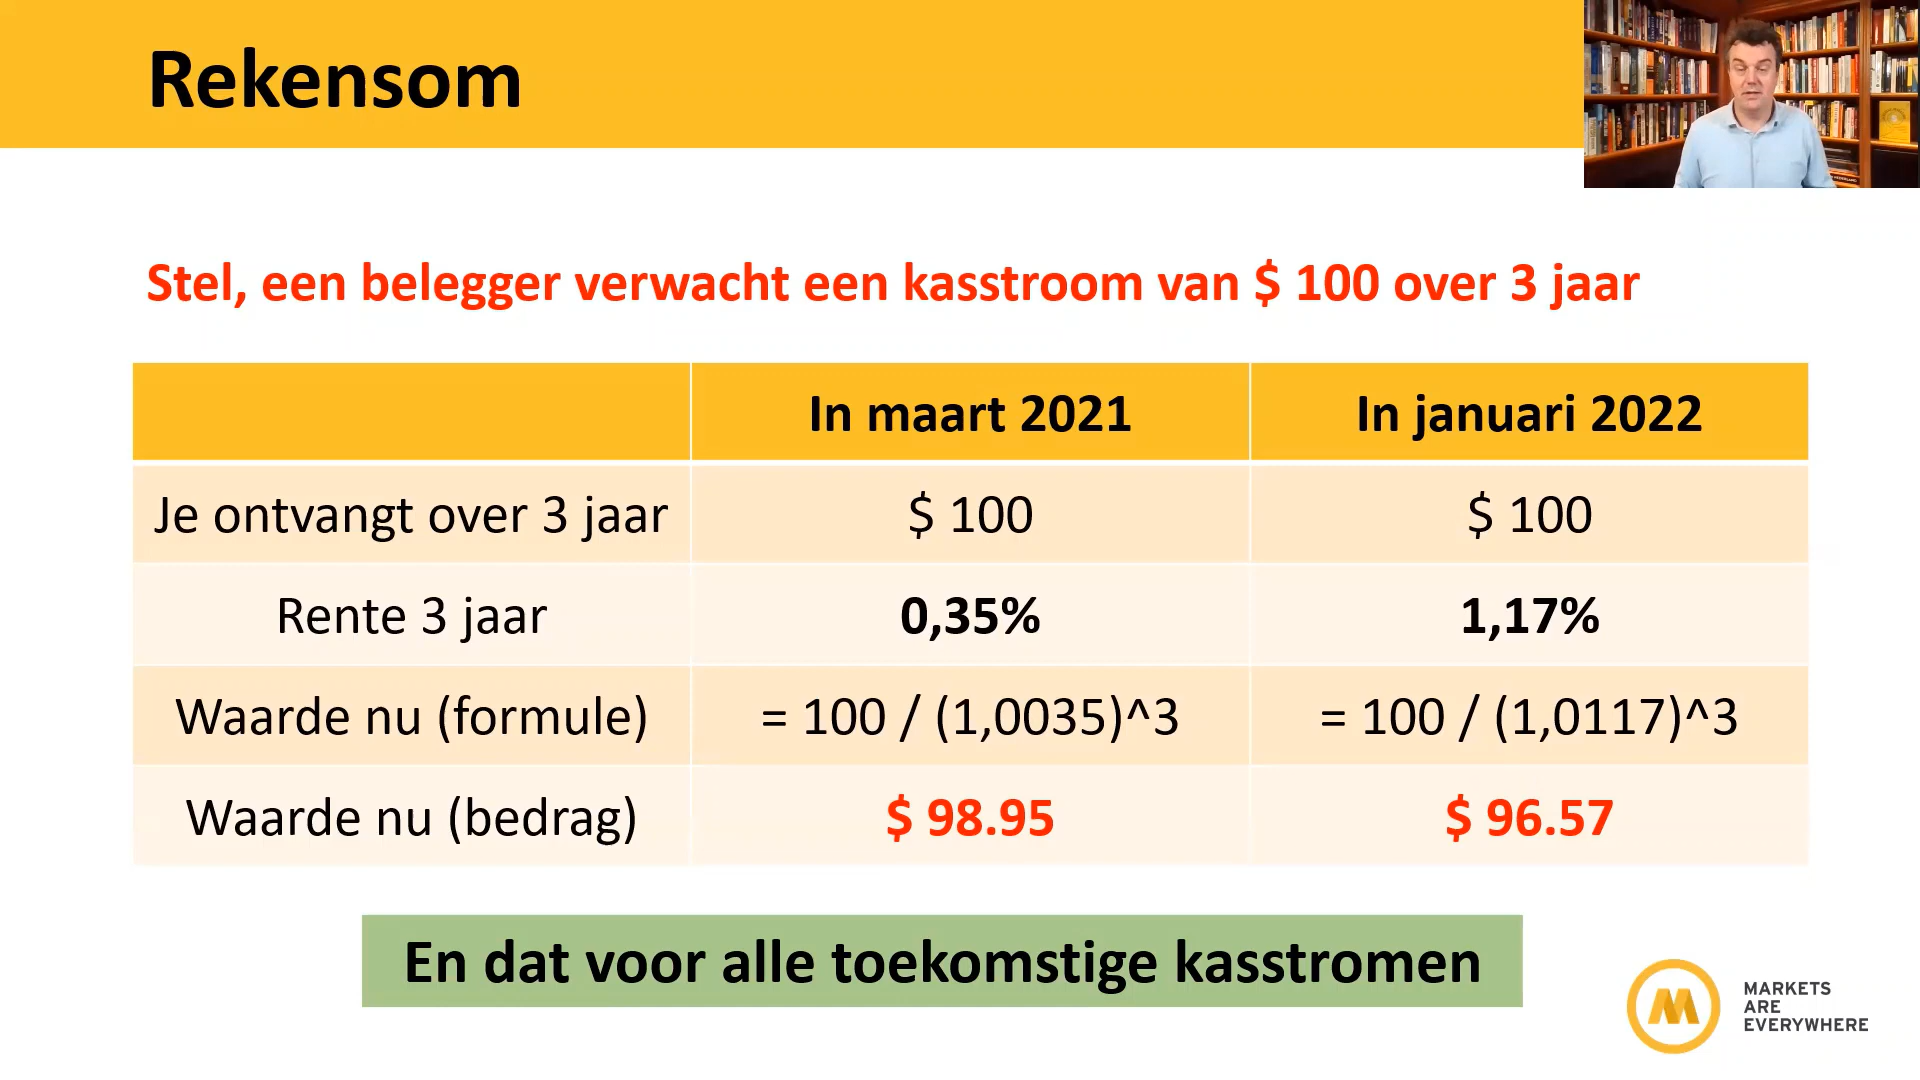 Rekensom
Stel, een belegger verwacht een kasstroom van $ 100 over 3 jaar
In maart 2021 In januari 2022
Je ontvangt over 3 jaar $ 100 $ 100
Rente 3 jaar 0,35% 1,17%
Waarde nu (formule) = 100 / (1,0035)^3 = 100 / (1,0117)^3
Waarde nu (bedrag) $ 98.95 $ 96.57
En dat voor alle toekomstige kasstromen
MARKETS
ARE
EVERYWHERE